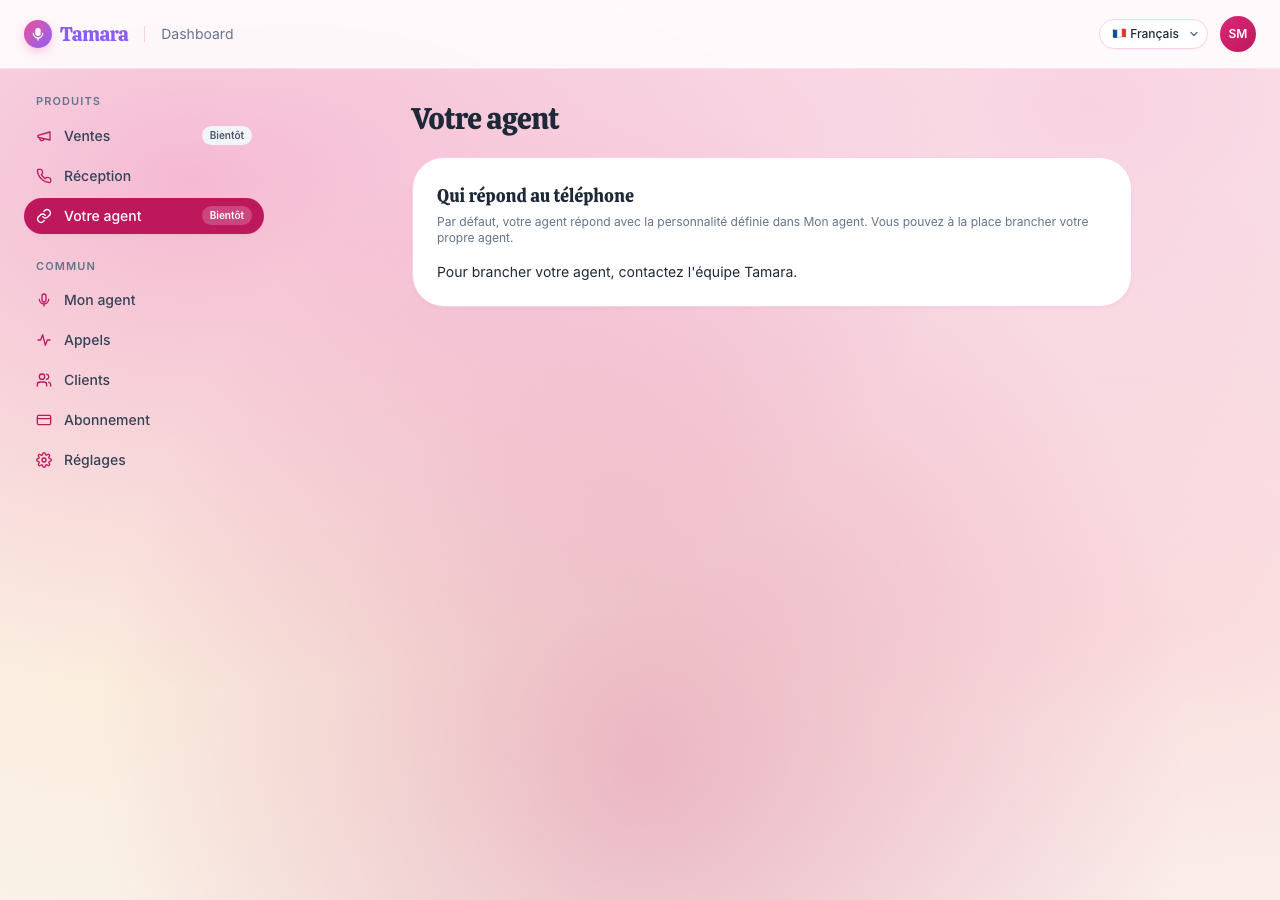 Tamara
Dashboard
Français
SM
PRODUITS
Ventes
Bientôt
Réception
Votre agent
Bientôt
COMMUN
Mon agent
Appels
Clients
Abonnement
Réglages
Votre agent
Qui répond au téléphone
Par défaut, votre agent répond avec la personnalité définie dans Mon agent. Vous pouvez à la place brancher votre
propre agent.
Pour brancher votre agent, contactez l'équipe Tamara.